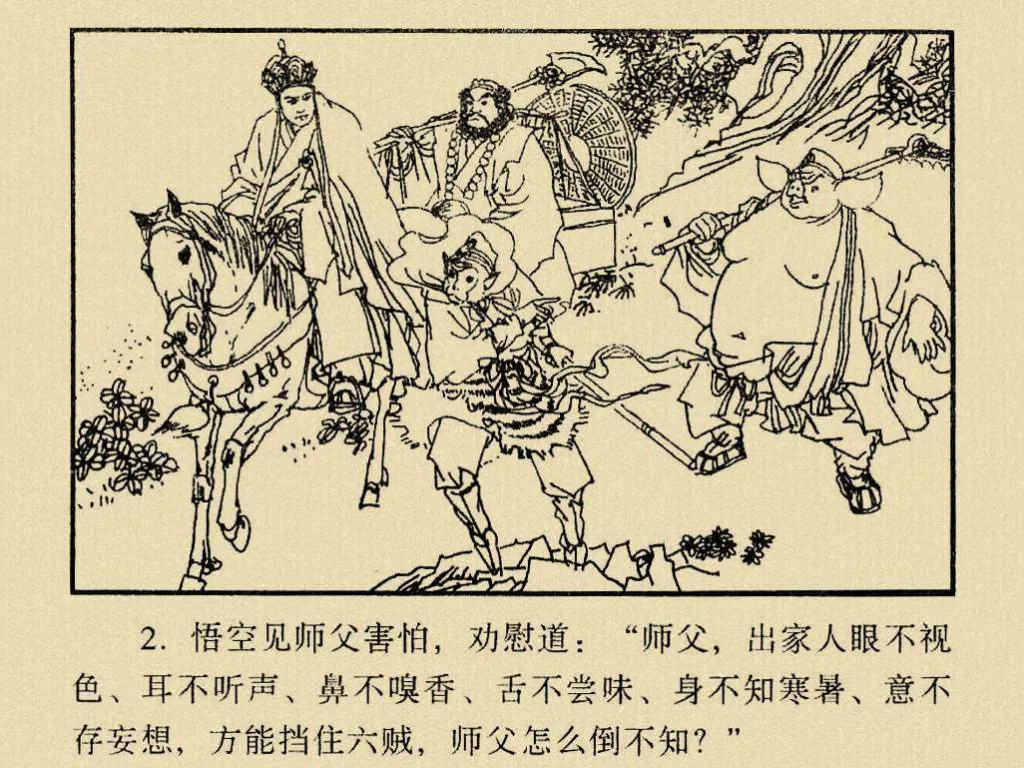 2. 悟空见师父害怕，劝慰道：“师父，出家人眼不视
色、耳不听声、鼻不嗅香、舌不尝味、身不知寒暑、意不
存妄想，方能挡住六贼，师父怎么倒不知？”